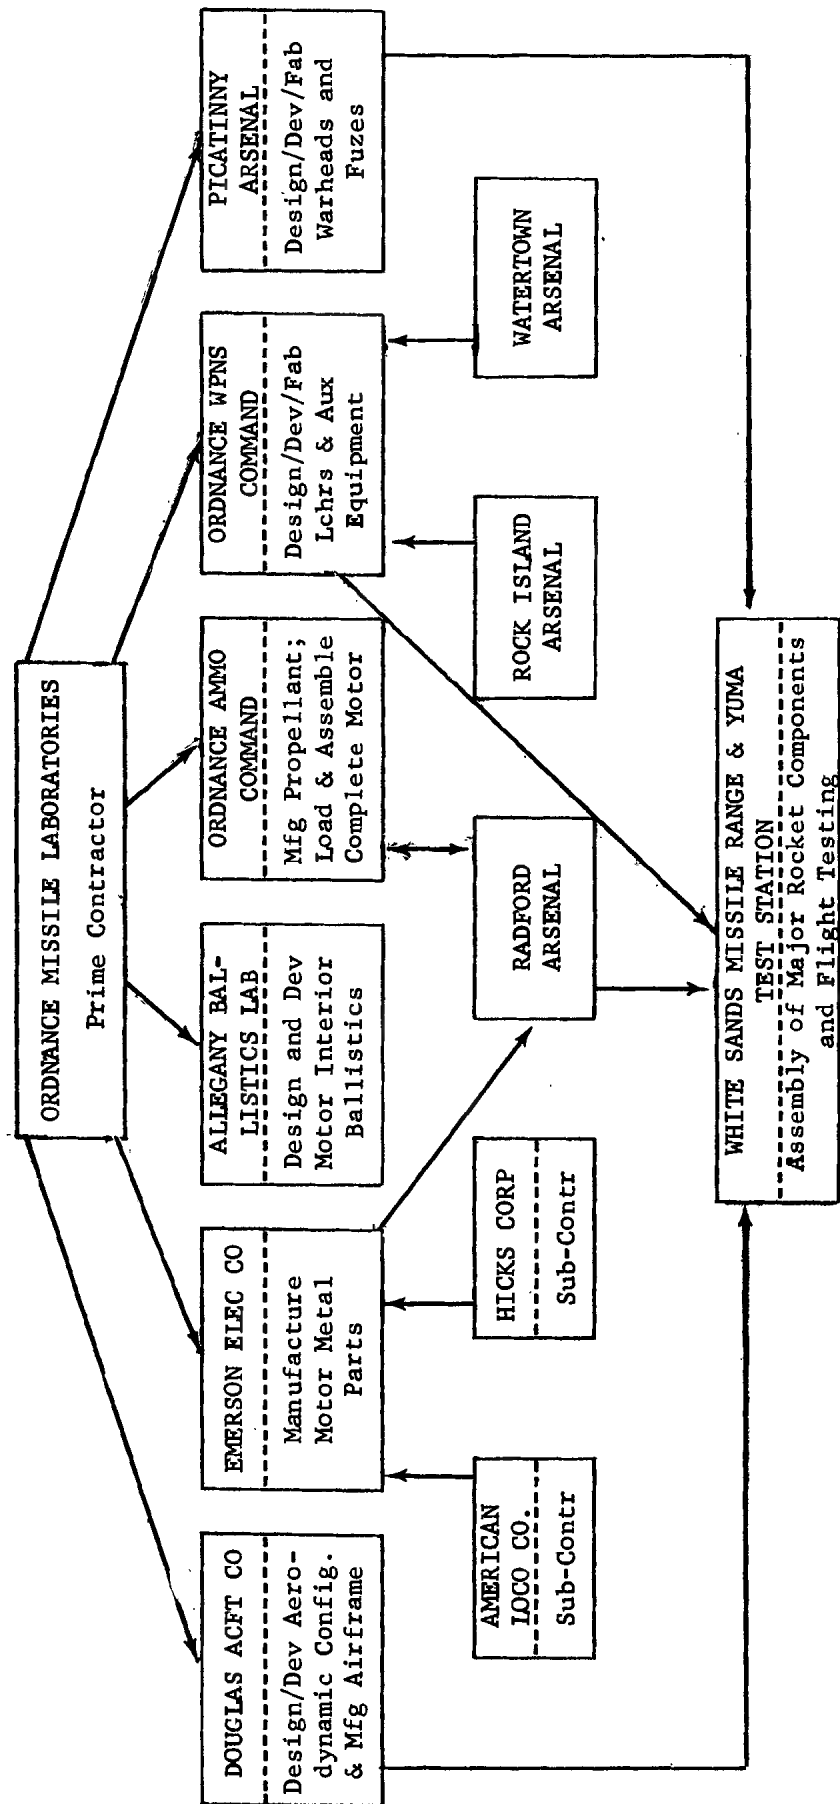 ORDNANCE MISSILE LABORATORIES
Prime Contractor
DOUGLAS ACFT CO
Design/Dev Aero-
dynamic Config.
& Mfg Airframe
EMERSON ELEC CO
Manufacture
Motor Metal
Parts
ALLEGANY BAL-
LISTICS LAB
Design and Dev
Motor Interior
Ballistics
ORDNANCE AMMO
COMMAND
Mfg Propellant;
Load & Assemble
Complete Motor
ORDNANCE WPNS
COMMAND
Design/Dev/Fab
Lchrs & Aux
Equipment
PICATINNY
ARSENAL
Design/Dev/Fab
Warheads and
Fuzes
AMERICAN
LOCO CO.
Sub-Contr
HICKS CORP
Sub-Contr
RADFORD
ARSENAL
ROCK ISLAND
ARSENAL
WATERTOWN
ARSENAL
WHITE SANDS MISSILE RANGE & YUMA
TEST STATION
Assembly of Major Rocket Components
and Flight Testing